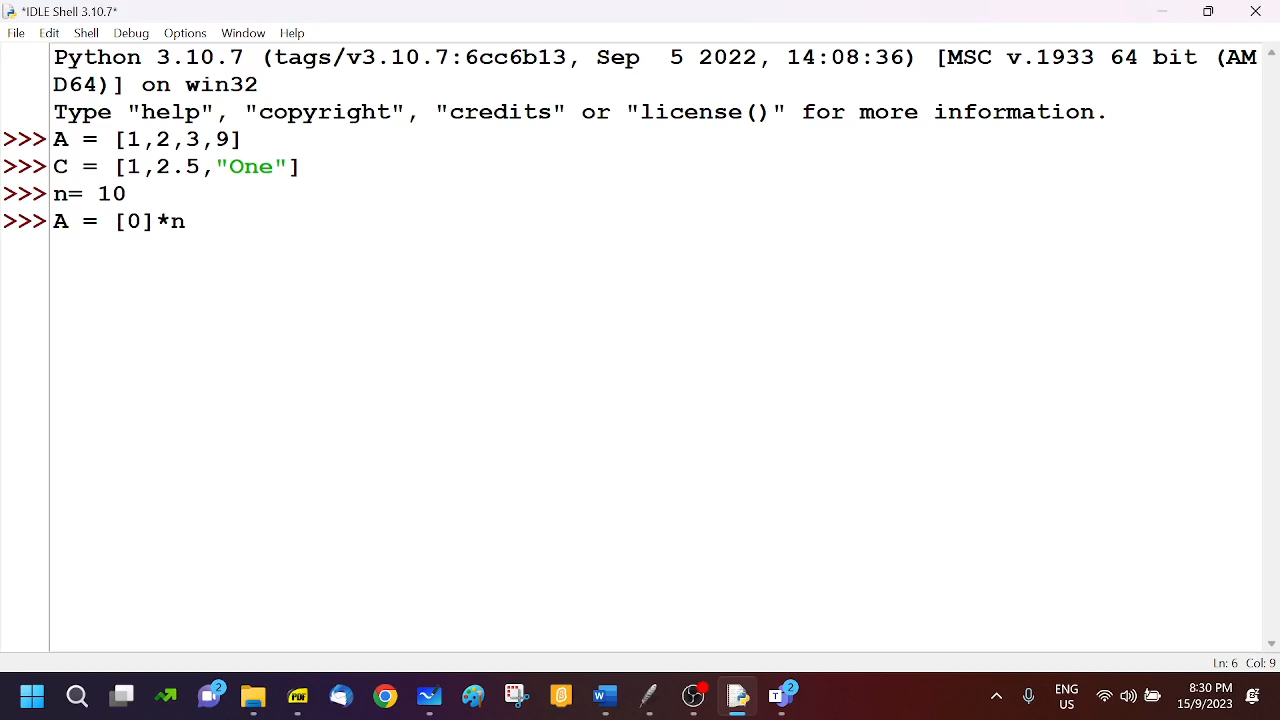 *IDLE Shell 3.10.7*
File Edit Shell Debug Options Window Help
Python 3.10.7 (tags/v3.10.7:6cc6b13, Sep  5 2022, 14:08:36) [MSC v.1933 64 bit (AM
D64)] on win32
Type "help", "copyright", "credits" or "license()" for more information.
>>> A = [1,2,3,9]
>>> C = [1,2.5,"One"]
>>> n= 10
>>> A = [0]*n
Ln: 6 Col: 9
2 PDF W T 2 ENG 8:30 PM
US 15/9/2023